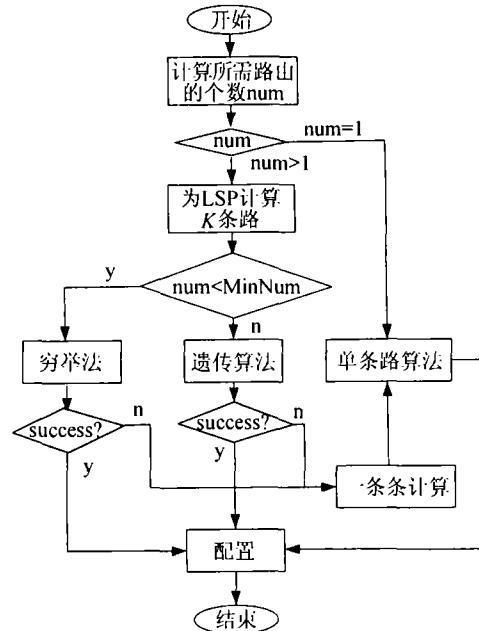 开始
计算所需路由
的个数num
num
num=1
num>1
为LSP计算
K条路
y
num<MinNum
n
穷举法
遗传算法
单条路算法
success?
n
success?
n
y
y
一条条计算
配置
结束